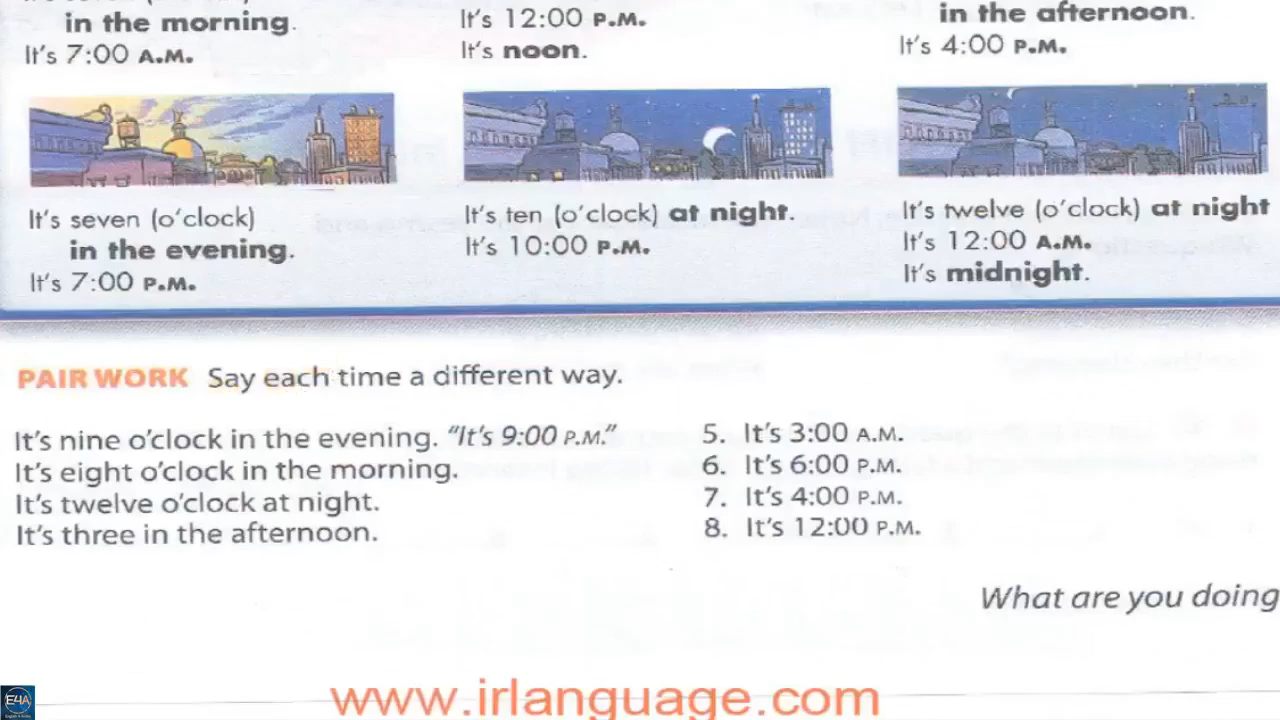 in the morning.
It's 7:00 A.M.
It's 12:00 P.M.
It's noon.
in the afternoon.
It's 4:00 P.M.
It's seven (o'clock)
in the evening.
It's 7:00 P.M.
It's ten (o'clock) at night.
It's 10:00 P.M.
It's twelve (o'clock) at night
It's 12:00 A.M.
It's midnight.
PAIR WORK Say each time a different way.
It's nine o'clock in the evening. "It's 9:00 P.M."
It's eight o'clock in the morning.
It's twelve o'clock at night.
It's three in the afternoon.
5. It's 3:00 A.M.
6. It's 6:00 P.M.
7. It's 4:00 P.M.
8. It's 12:00 P.M.
What are you doing
www.irlanguage.com
E4A